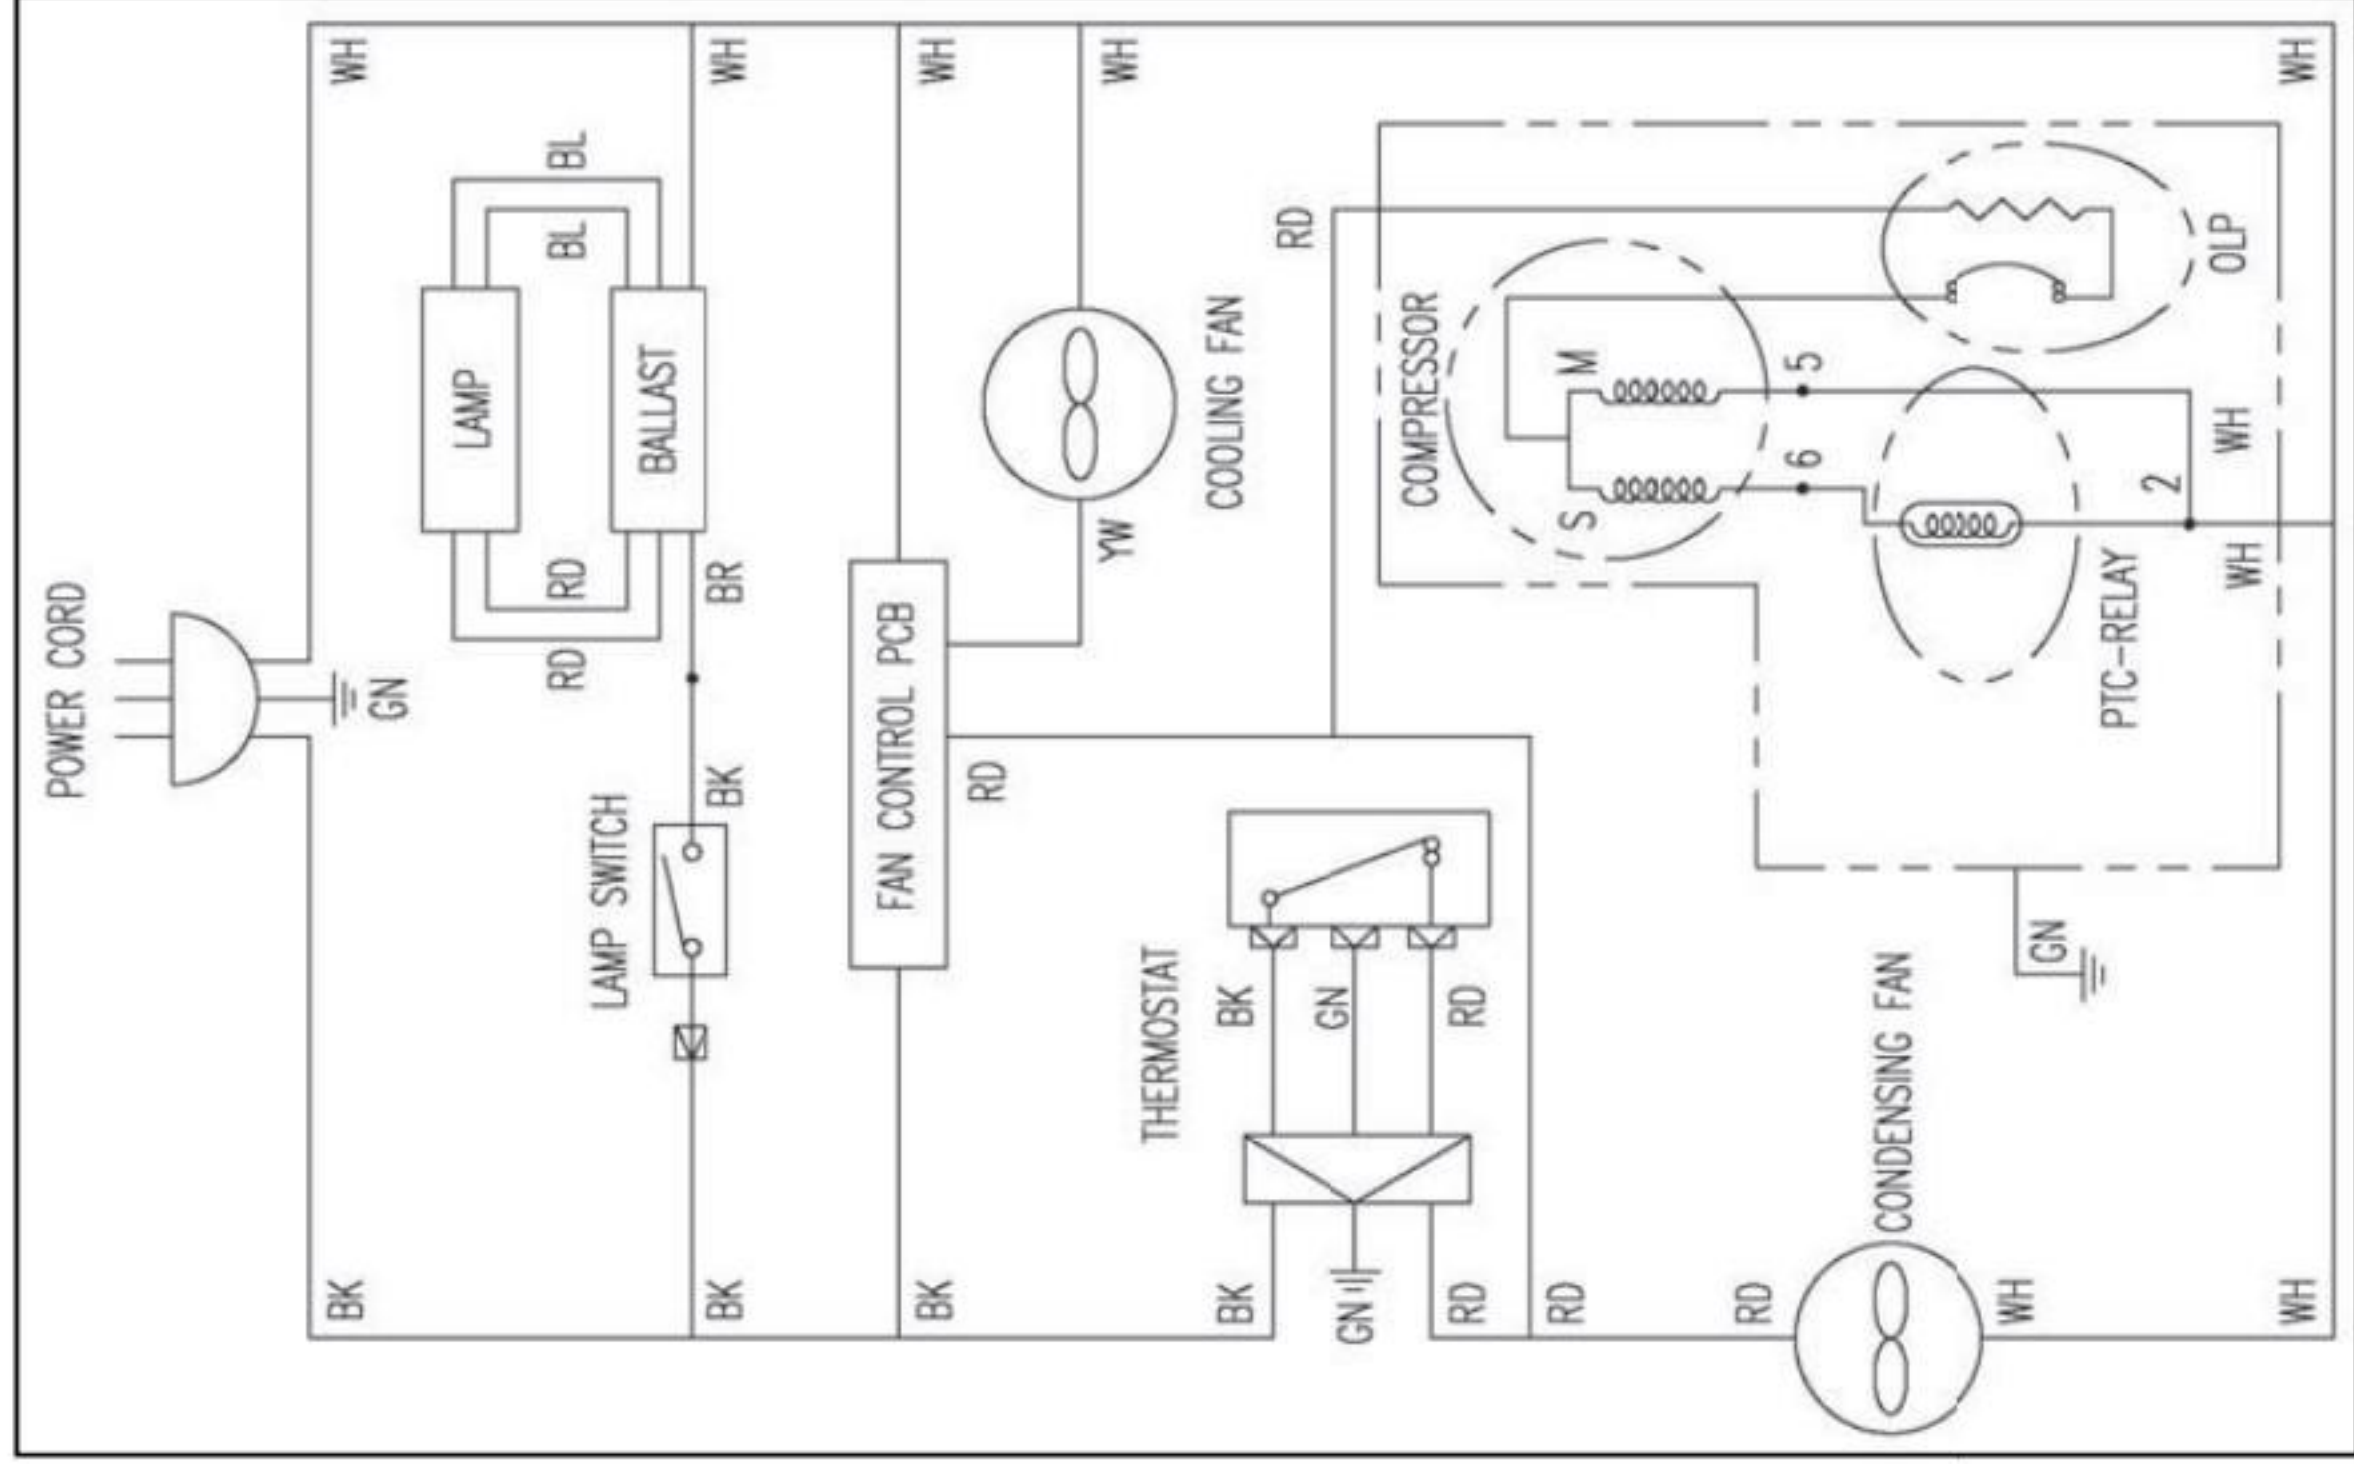 POWER CORD
GN
WH
BK
LAMP
BALLAST
BL
BL
RD
RD
WH
BR
BK
LAMP SWITCH
BK
WH
FAN CONTROL PCB
BK
WH
YW
COOLING FAN
RD
RD
THERMOSTAT
BK
GN
RD
BK
GN
RD
RD
COMPRESSOR
M
S
5
6
OLP
PTC-RELAY
2
WH
WH
WH
GN
CONDENSING FAN
RD
WH
WH